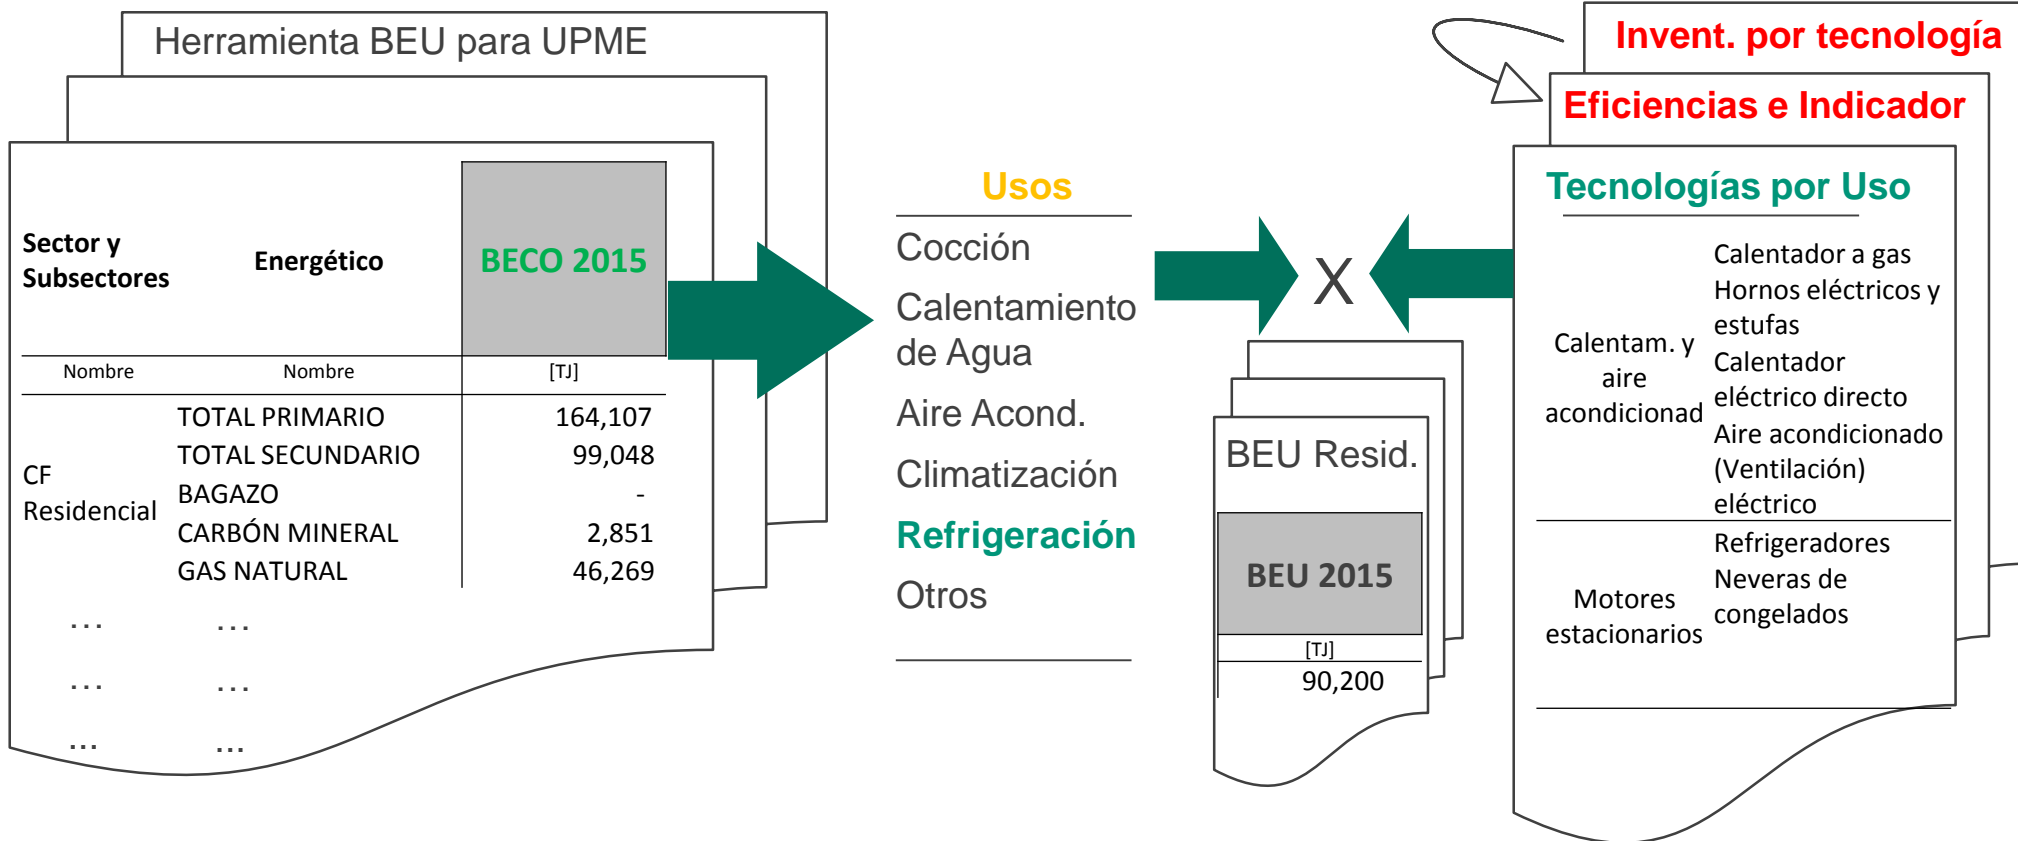 Herramienta BEU para UPME
Sector y
Subsectores
Energético
BECO 2015
Nombre
Nombre
[TJ]
CF
Residencial
TOTAL PRIMARIO 164,107
TOTAL SECUNDARIO 99,048
BAGAZO -
CARBÓN MINERAL 2,851
GAS NATURAL 46,269
... ...
... ...
... ...
Usos
Cocción
Calentamiento
de Agua
Aire Acond.
Climatización
Refrigeración
Otros
X
BEU Resid.
BEU 2015
[TJ]
90,200
Invent. por tecnología
Eficiencias e Indicador
Tecnologías por Uso
Calentam. y
aire
acondicionad
Calentador a gas
Hornos eléctricos y
estufas
Calentador
eléctrico directo
Aire acondicionado
(Ventilación)
eléctrico
Motores
estacionarios
Refrigeradores
Neveras de
congelados